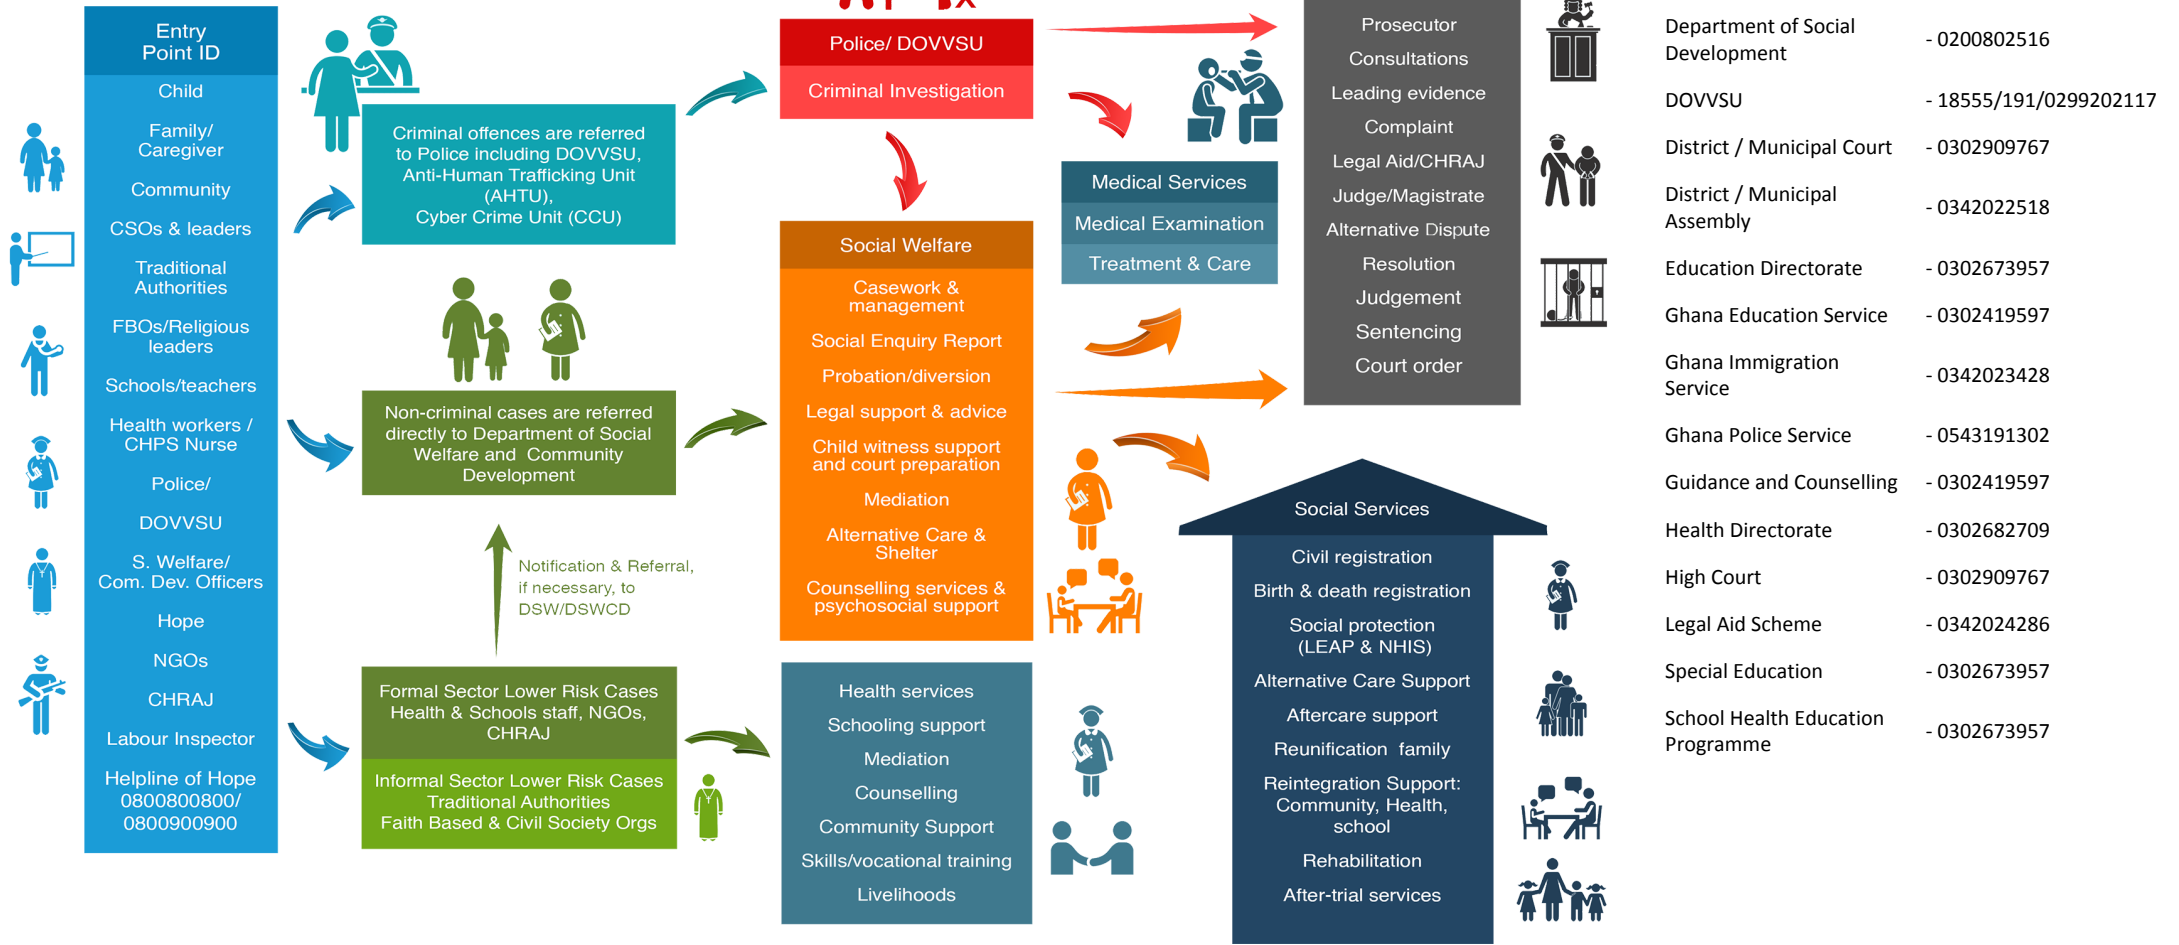 Entry
Point ID
Child
Family/
Caregiver
Community
CSOs & leaders
Traditional
Authorities
FBOs/Religious
leaders
Schools/teachers
Health workers /
CHPS Nurse
Police/
DOVVSU
S. Welfare/
Com. Dev. Officers
Hope
NGOs
CHRAJ
Labour Inspector
Helpline of Hope
0800800800/
0800900900
Criminal offences are referred
to Police including DOVVSU,
Anti-Human Trafficking Unit
(AHTU),
Cyber Crime Unit (CCU)
Non-criminal cases are referred
directly to Department of Social
Welfare and Community
Development
Notification & Referral,
if necessary, to
DSW/DSWCD
Formal Sector Lower Risk Cases
Health & Schools staff, NGOs,
CHRAJ
Informal Sector Lower Risk Cases
Traditional Authorities
Faith Based & Civil Society Orgs
Police/ DOVVSU
Criminal Investigation
Social Welfare
Casework &
management
Social Enquiry Report
Probation/diversion
Legal support & advice
Child witness support
and court preparation
Mediation
Alternative Care &
Shelter
Counselling services &
psychosocial support
Health services
Schooling support
Mediation
Counselling
Community Support
Skills/vocational training
Livelihoods
Medical Services
Medical Examination
Treatment & Care
Prosecutor
Consultations
Leading evidence
Complaint
Legal Aid/CHRAJ
Judge/Magistrate
Alternative Dispute
Resolution
Judgement
Sentencing
Court order
Social Services
Civil registration
Birth & death registration
Social protection
(LEAP & NHIS)
Alternative Care Support
Aftercare support
Reunification family
Reintegration Support:
Community, Health,
school
Rehabilitation
After-trial services
Department of Social
Development - 0200802516
DOVVSU - 18555/191/0299202117
District / Municipal Court - 0302909767
District / Municipal
Assembly - 0342022518
Education Directorate - 0302673957
Ghana Education Service - 0302419597
Ghana Immigration
Service - 0342023428
Ghana Police Service - 0543191302
Guidance and Counselling - 0302419597
Health Directorate - 0302682709
High Court - 0302909767
Legal Aid Scheme - 0342024286
Special Education - 0302673957
School Health Education
Programme - 0302673957